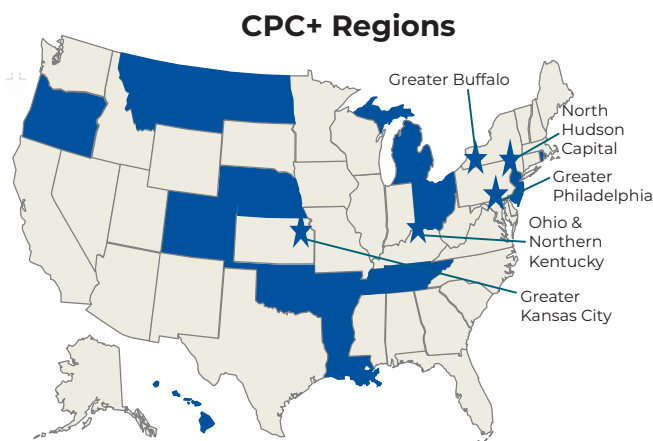 CPC+ Regions
Greater Buffalo
North
Hudson
Capital
Greater
Philadelphia
Ohio &
Northern
Kentucky
Greater
Kansas City